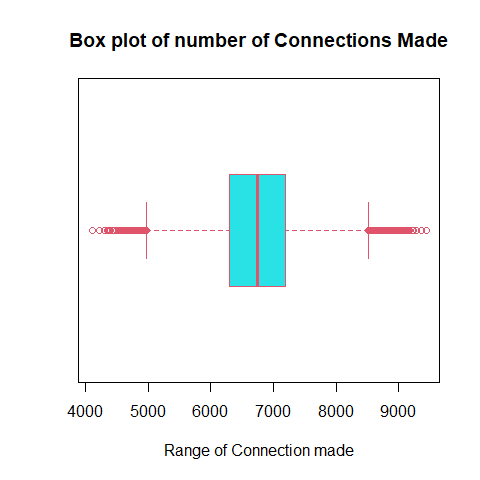 Box plot of number of Connections Made
4000 5000 6000 7000 8000 9000
Range of Connection made